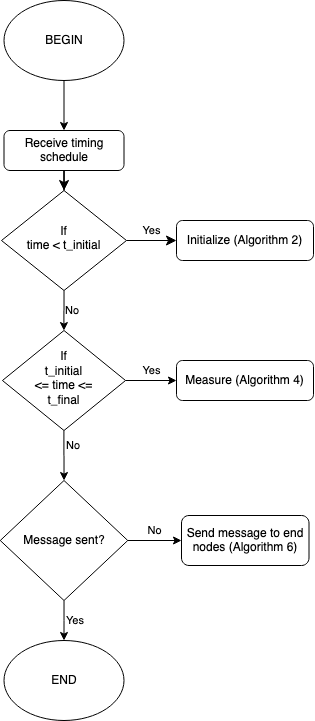 BEGIN
Receive timing
schedule
If
time < t_initial
Yes
Initialize (Algorithm 2)
No
If
t_initial
<= time <=
t_final
Yes
Measure (Algorithm 4)
No
Message sent?
No
Send message to end
nodes (Algorithm 6)
Yes
END